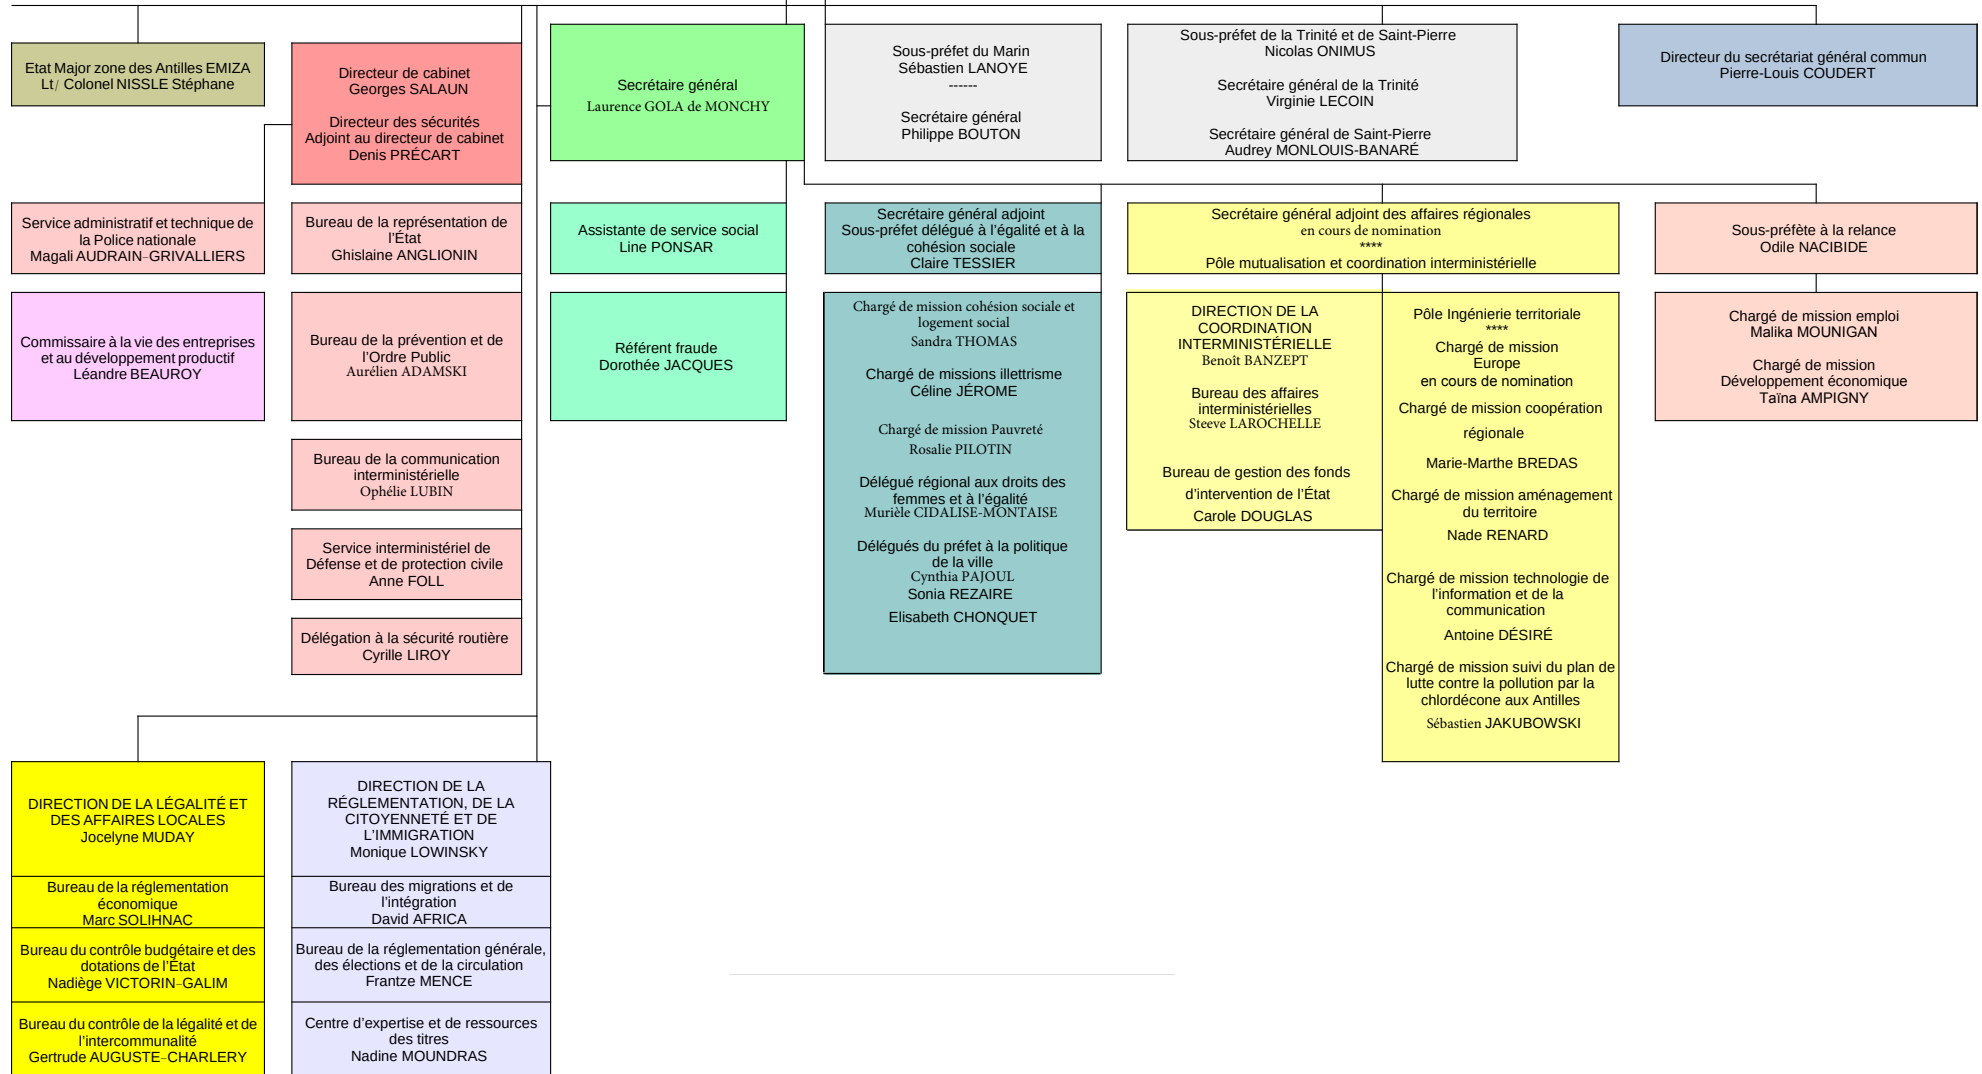 Etat Major zone des Antilles EMIZA
Lt/ Colonel NISSLE Stéphane
Directeur de cabinet
Georges SALAUN
Directeur des sécurités
Adjoint au directeur de cabinet
Denis PRÉCART
Secrétaire général
Laurence GOLA de MONCHY
Sous-préfet du Marin
Sébastien LANOYE
------
Secrétaire général
Philippe BOUTON
Sous-préfet de la Trinité et de Saint-Pierre
Nicolas ONIMUS
Secrétaire général de la Trinité
Virginie LECOIN
Secrétaire général de Saint-Pierre
Audrey MONLOUIS-BANARÉ
Directeur du secrétariat général commun
Pierre-Louis COUDERT
Service administratif et technique de
la Police nationale
Magali AUDRAIN-GRIVALLIERS
Bureau de la représentation de
l'État
Ghislaine ANGLIONIN
Assistante de service social
Line PONSAR
Secrétaire général adjoint
Sous-préfet délégué à l'égalité et à la
cohésion sociale
Claire TESSIER
Secrétaire général adjoint des affaires régionales
en cours de nomination
****
Pôle mutualisation et coordination interministérielle
Sous-préfète à la relance
Odile NACIBIDE
Commissaire à la vie des entreprises
et au développement productif
Léandre BEAUROY
Bureau de la prévention et de
l'Ordre Public
Aurélien ADAMSKI
Référent fraude
Dorothée JACQUES
Chargé de mission cohésion sociale et
logement social
Sandra THOMAS
Chargé de missions illettrisme
Céline JÉROME
Chargé de mission Pauvreté
Rosalie PILOTIN
Délégué régional aux droits des
femmes et à l'égalité
Murièle CIDALISE-MONTAISE
Délégués du préfet à la politique
de la ville
Cynthia PAJOUL
Sonia REZAIRE
Elisabeth CHONQUET
DIRECTION DE LA
COORDINATION
INTERMINISTÉRIELLE
Benoît BANZEPT
Bureau des affaires
interministérielles
Steeve LAROCHELLE
Bureau de gestion des fonds
d'intervention de l'État
Carole DOUGLAS
Pôle Ingénierie territoriale
****
Chargé de mission
Europe
en cours de nomination
Chargé de mission coopération
régionale
Marie-Marthe BREDAS
Chargé de mission aménagement
du territoire
Nade RENARD
Chargé de mission technologie de
l'information et de la
communication
Antoine DÉSIRÉ
Chargé de mission suivi du plan de
lutte contre la pollution par la
chlordécone aux Antilles
Sébastien JAKUBOWSKI
Chargé de mission emploi
Malika MOUNIGAN
Chargé de mission
Développement économique
Taïna AMPIGNY
Bureau de la communication
interministérielle
Ophélie LUBIN
Service interministériel de
Défense et de protection civile
Anne FOLL
Délégation à la sécurité routière
Cyrille LIROY
DIRECTION DE LA LÉGALITÉ ET
DES AFFAIRES LOCALES
Jocelyne MUDAY
Bureau de la réglementation
économique
Marc SOLIHNAC
Bureau du contrôle budgétaire et des
dotations de l'État
Nadiège VICTORIN-GALIM
Bureau du contrôle de la légalité et de
l'intercommunalité
Gertrude AUGUSTE-CHARLERY
DIRECTION DE LA
RÉGLEMENTATION, DE LA
CITOYENNETÉ ET DE
L'IMMIGRATION
Monique LOWINSKY
Bureau des migrations et de
l'intégration
David AFRICA
Bureau de la réglementation générale,
des élections et de la circulation
Frantze MENCE
Centre d'expertise et de ressources
des titres
Nadine MOUNDRAS